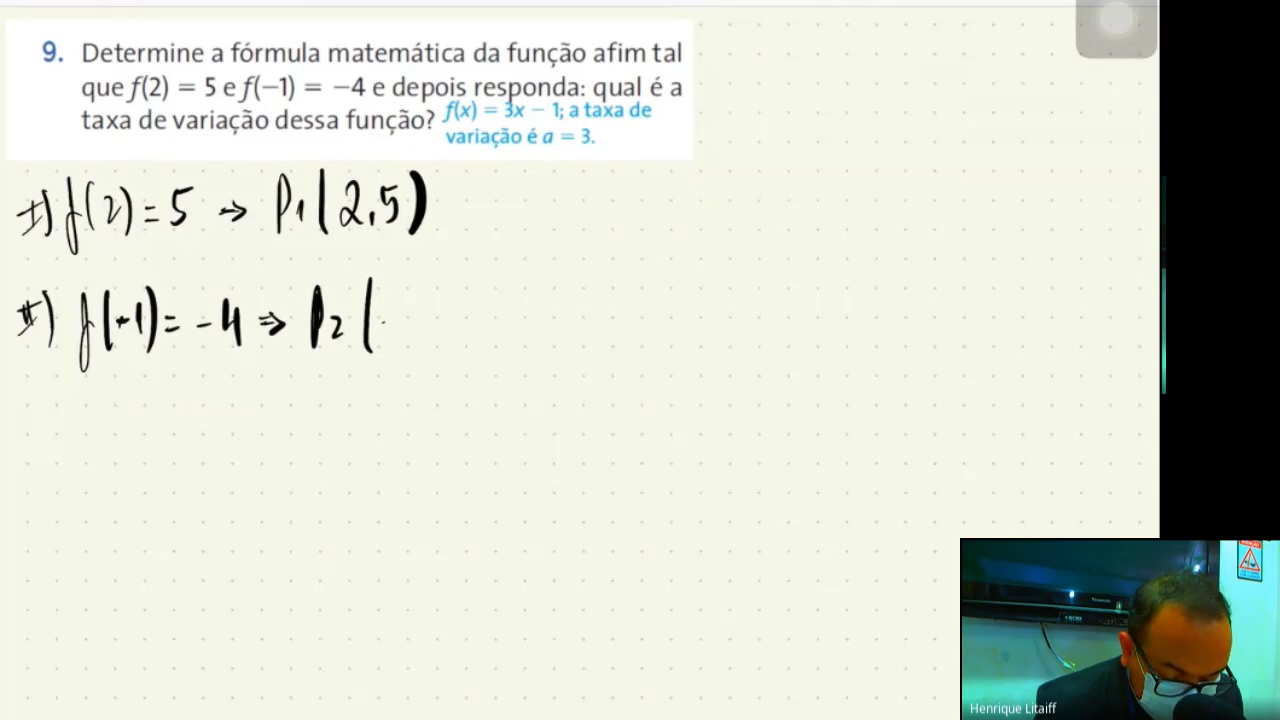 9. Determine a fórmula matemática da função afim tal
que f(2) = 5 e f(−1) = −4 e depois responda: qual é a
taxa de variação dessa função? f(x) = 3x − 1; a taxa de
variação é a = 3.
I) f(2) = 5 → P1 (2,5)
II) f(-1) = -4 ⇒ P2 (
Henrique Litaiff